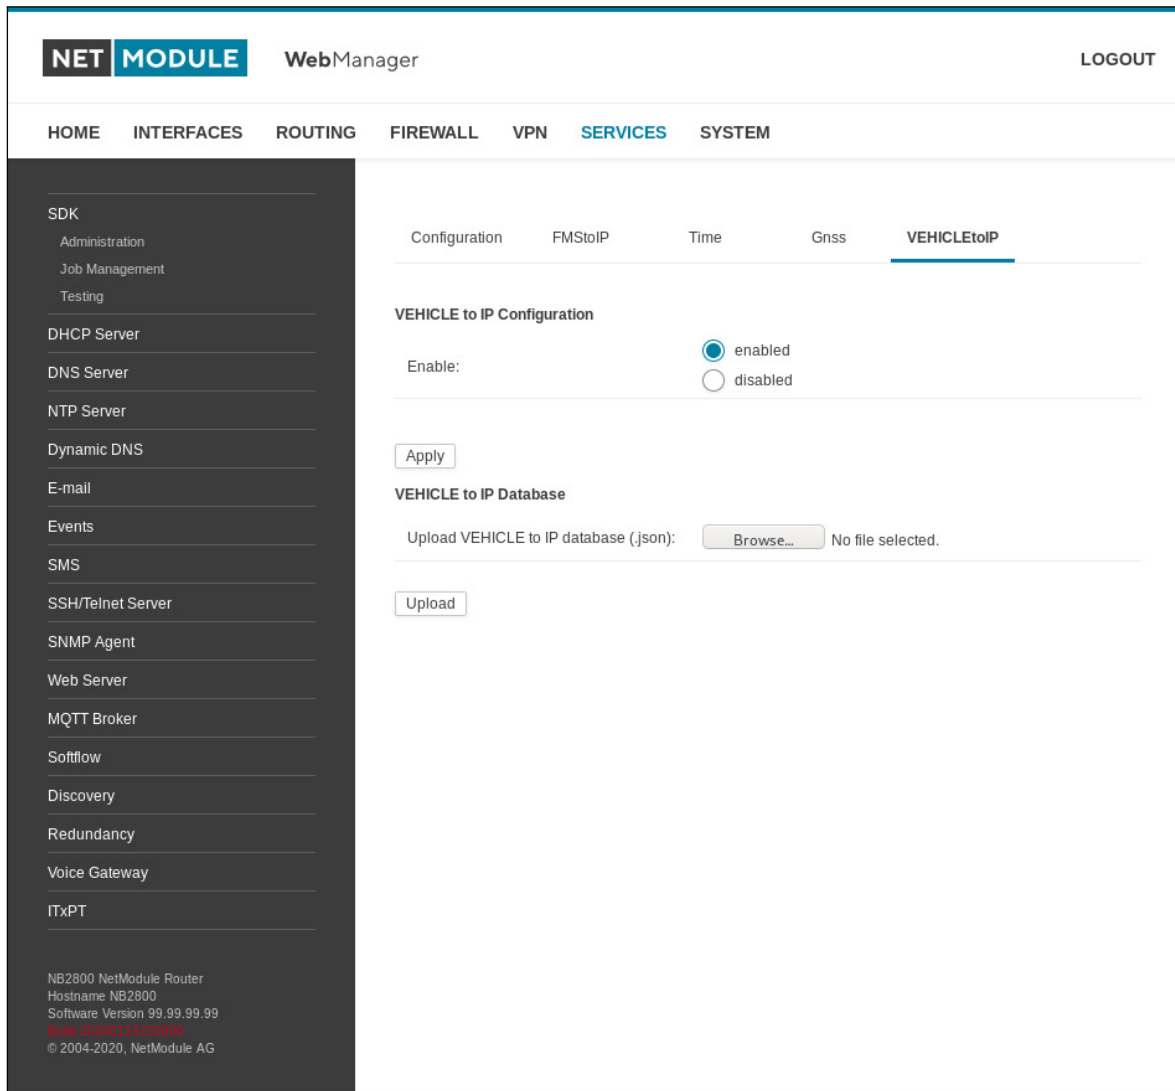 NET MODULE WebManager LOGOUT
HOME INTERFACES ROUTING FIREWALL VPN SERVICES SYSTEM
SDK
Administration
Job Management
Testing
DHCP Server
DNS Server
NTP Server
Dynamic DNS
E-mail
Events
SMS
SSH/Telnet Server
SNMP Agent
Web Server
MQTT Broker
Softflow
Discovery
Redundancy
Voice Gateway
ITxPT
NB2800 NetModule Router
Hostname NB2800
Software Version 99.99.99.99
Build
© 2004-2020, NetModule AG
Configuration FMStoIP Time Gnss VEHICLEtoIP
VEHICLE to IP Configuration
Enable:
enabled
disabled
Apply
VEHICLE to IP Database
Upload VEHICLE to IP database (.json): Browse... No file selected.
Upload